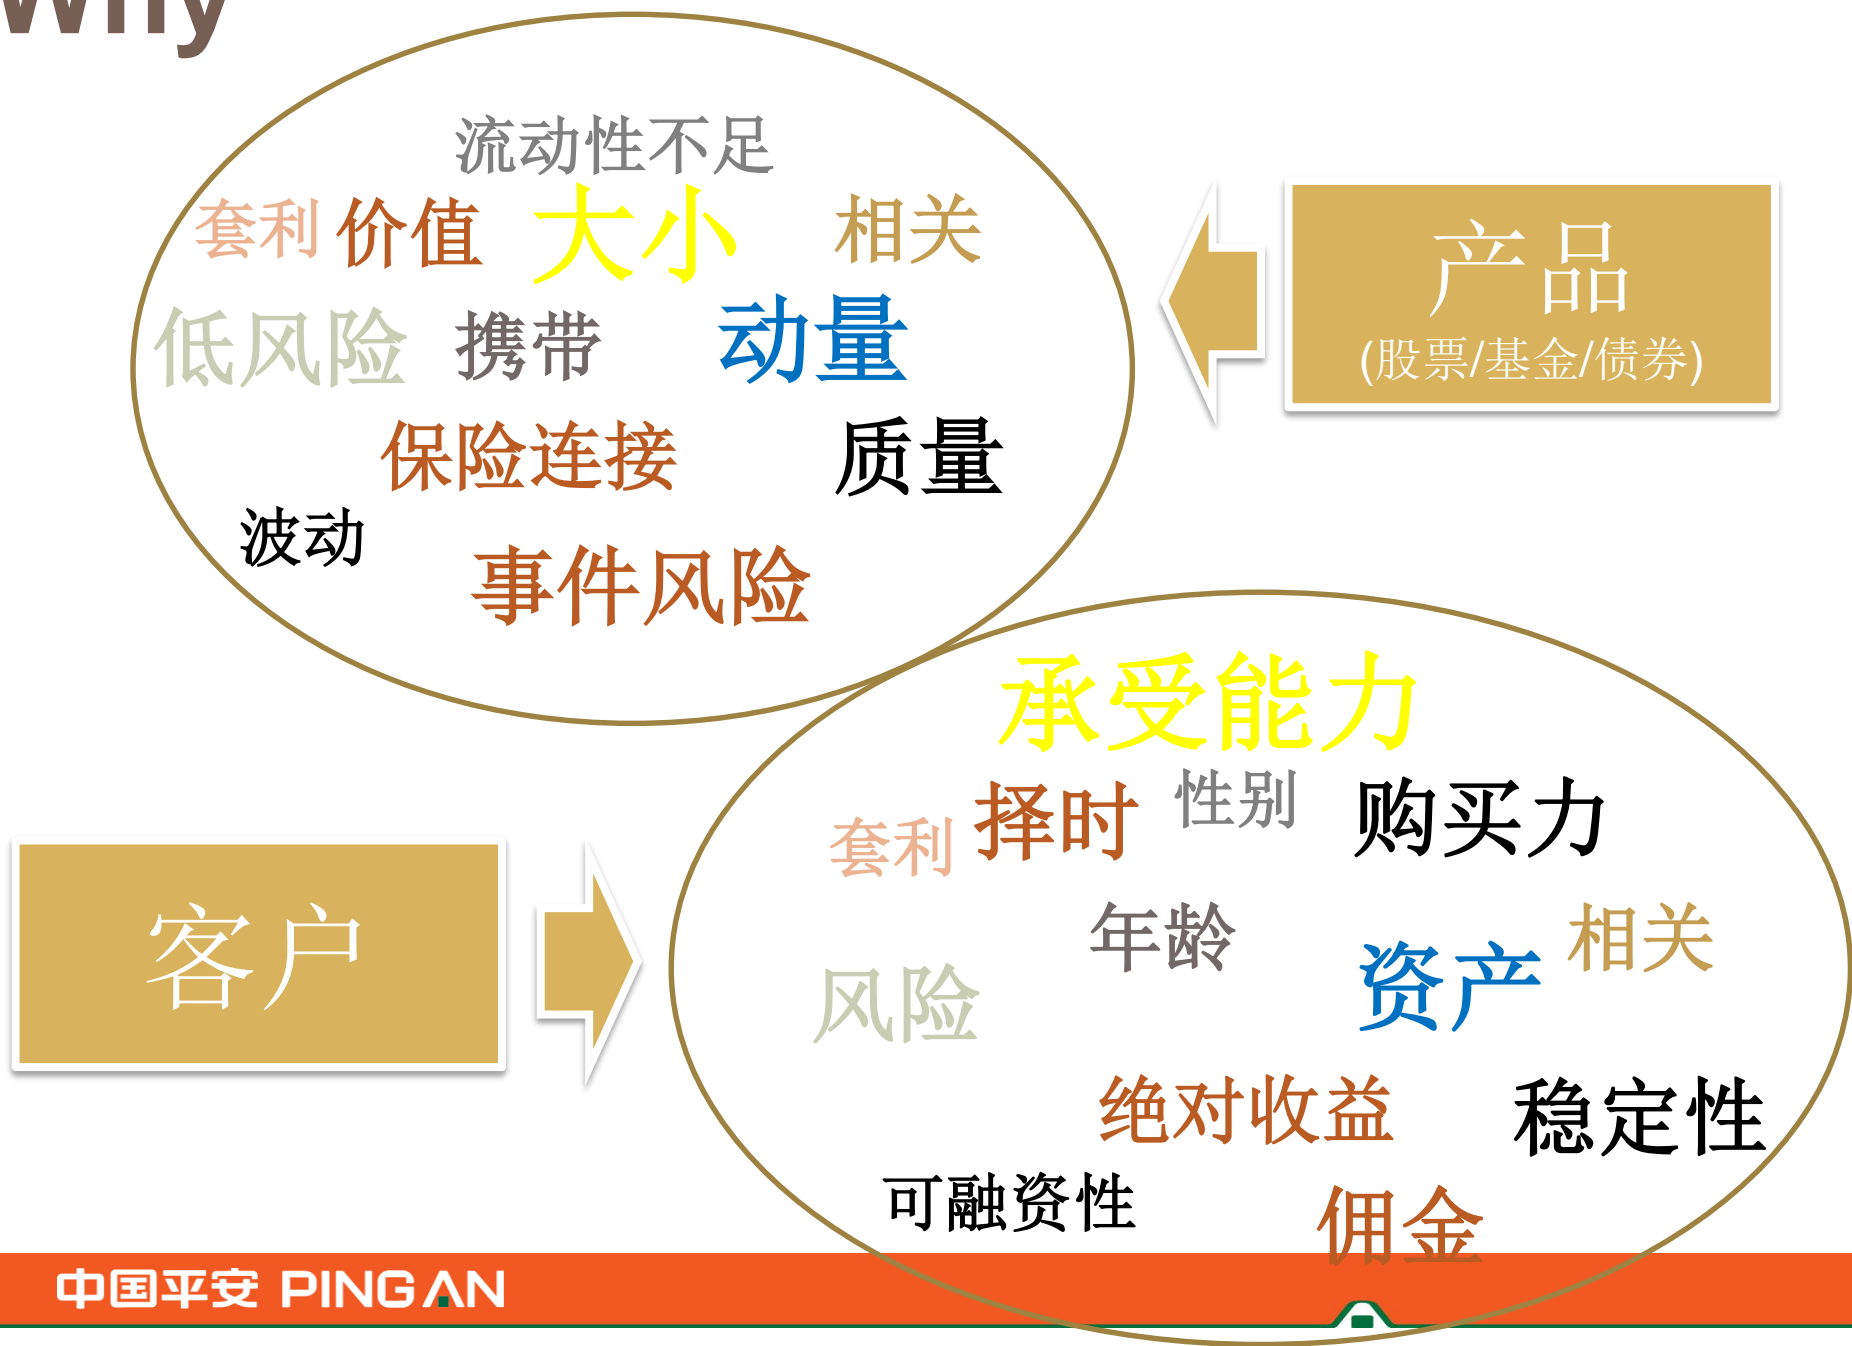 Why
流动性不足
套利 价值 大小 相关
低风险 携带 动量
保险连接 质量
波动
事件风险
产品
(股票/基金/债券)
承受能力
套利 择时 性别 购买力
年龄 资产 相关
风险
绝对收益 稳定性
可融资性 佣金
客户
中国平安 PING AN